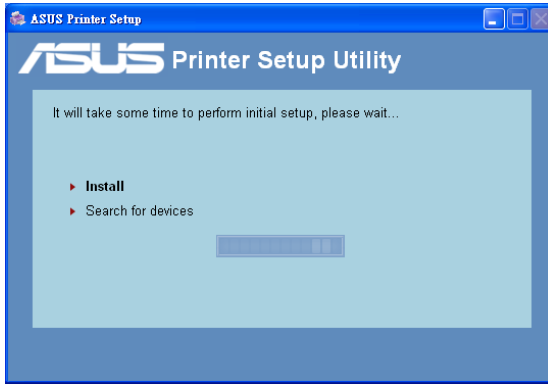 ASUS Printer Setup
ASUS Printer Setup Utility
It will take some time to perform initial setup, please wait...
Install
Search for devices